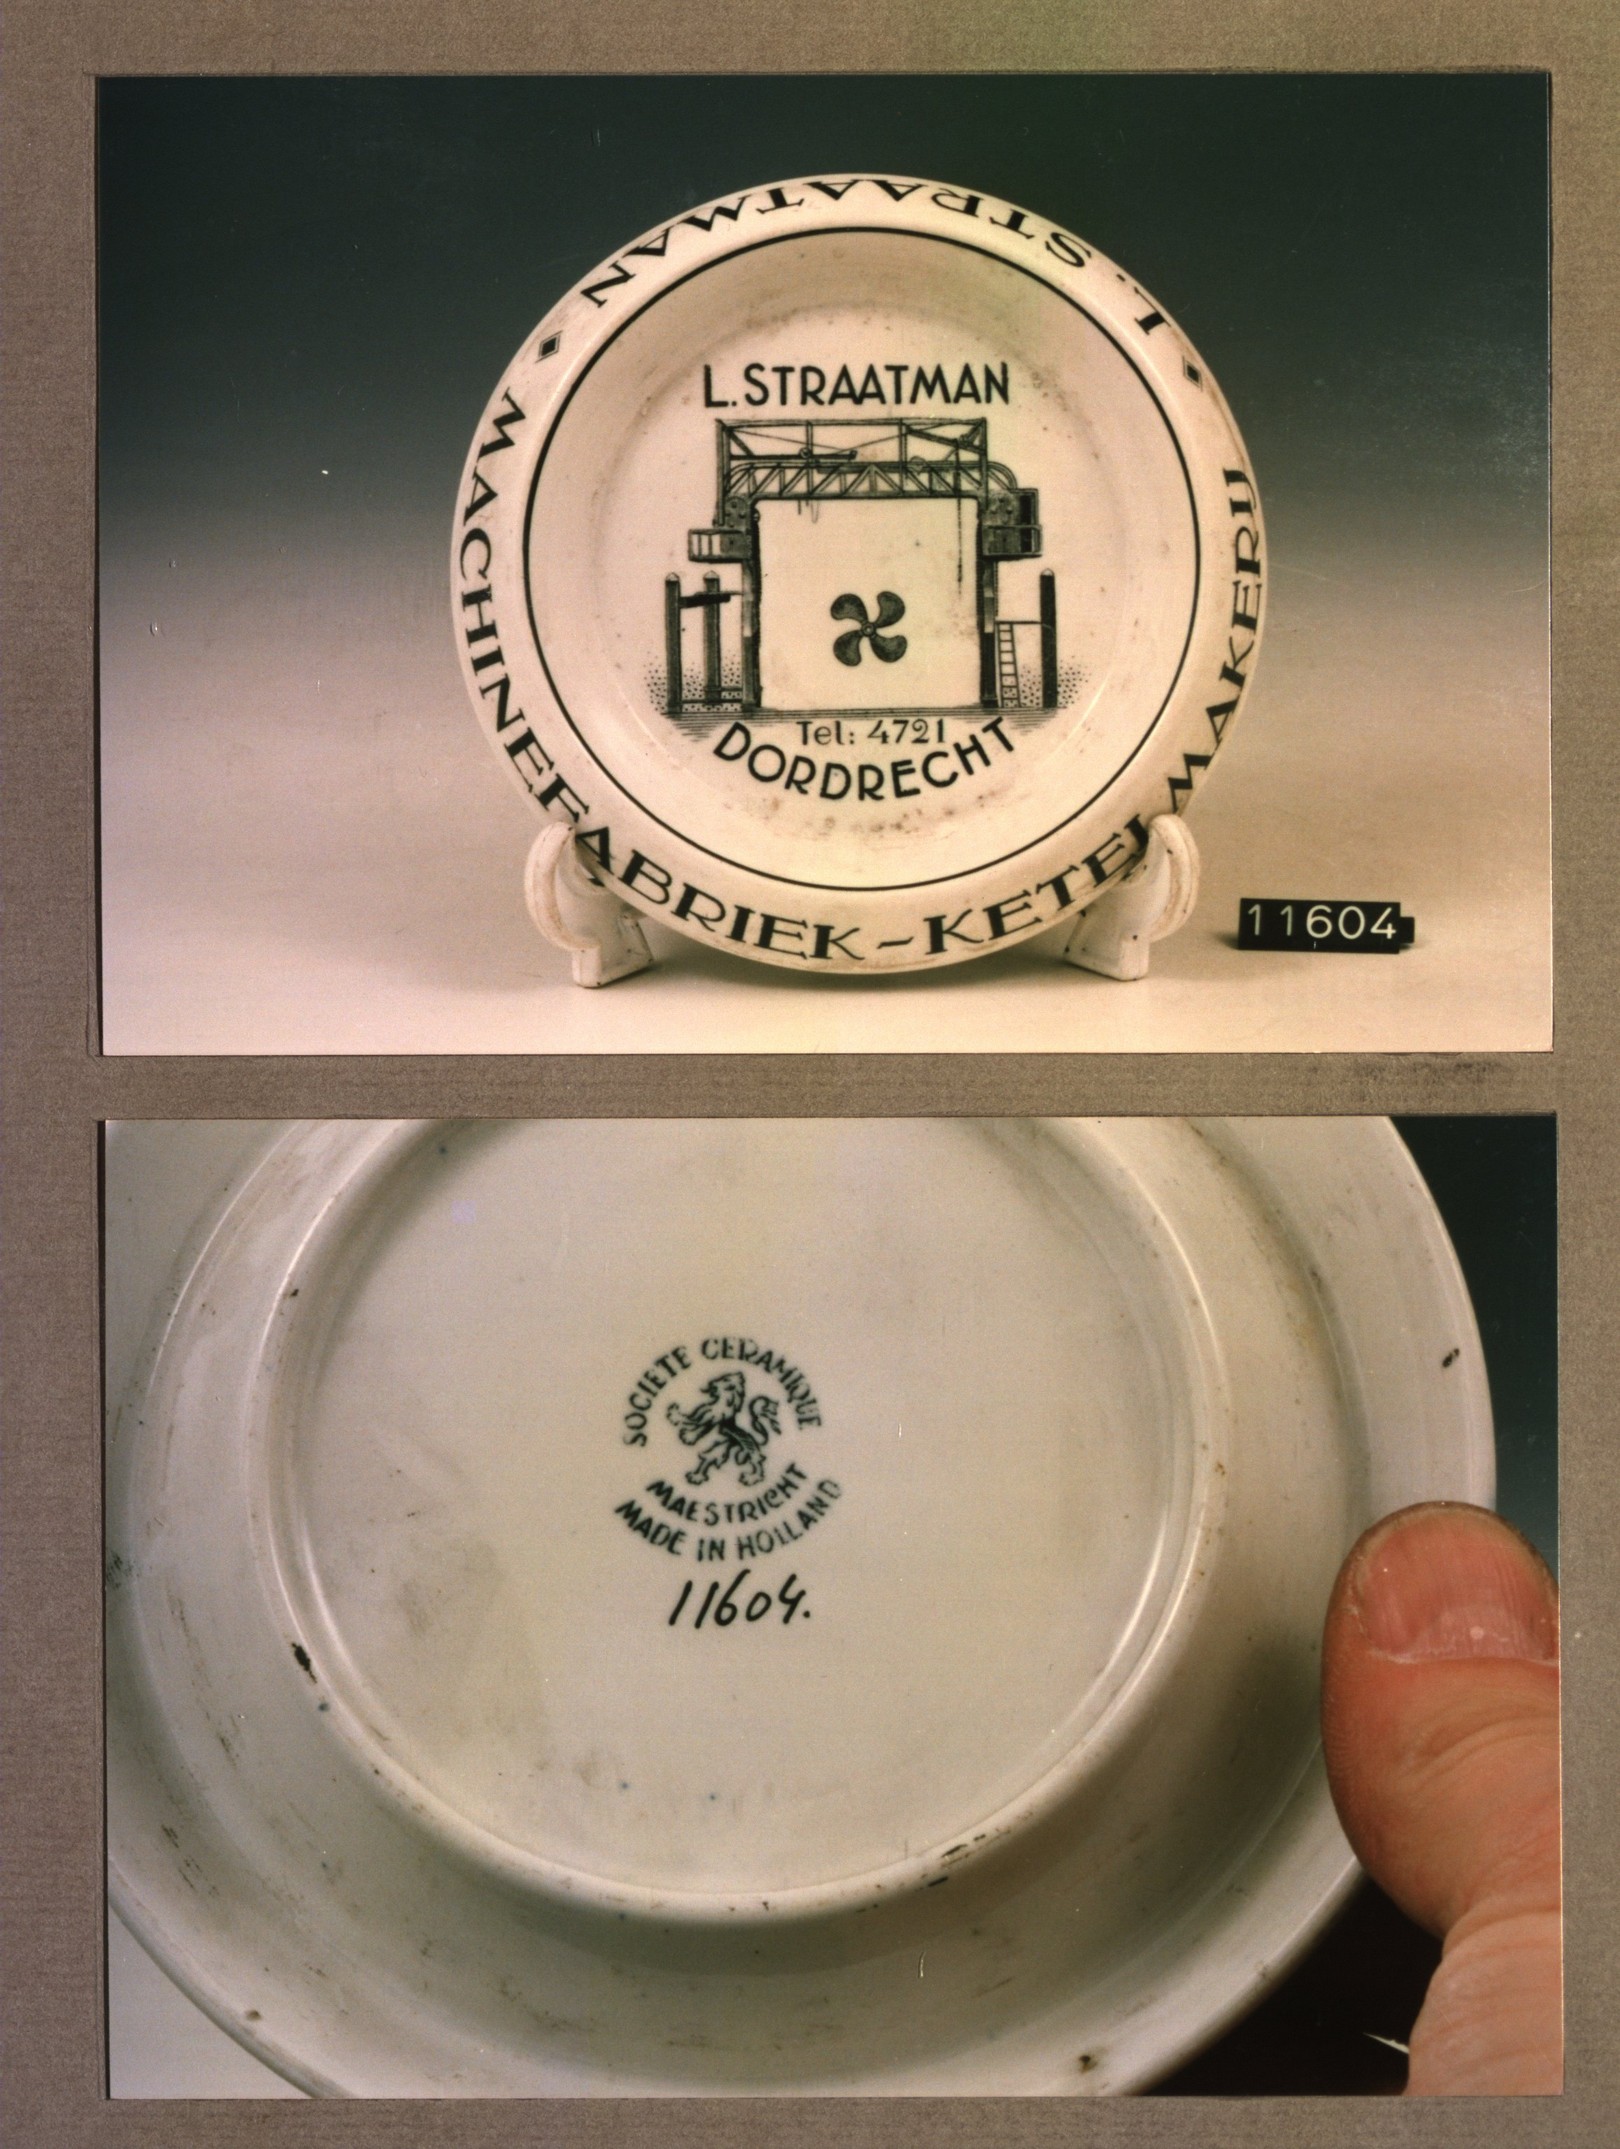 L. STRAATMAN
MACHINEFABRIEK - KETELMAKERIJ
L. STRAATMAN
Tel: 4721
DORDRECHT
11604
SOCIETE CERAMIQUE
MAESTRICHT
MADE IN HOLLAND
11604.